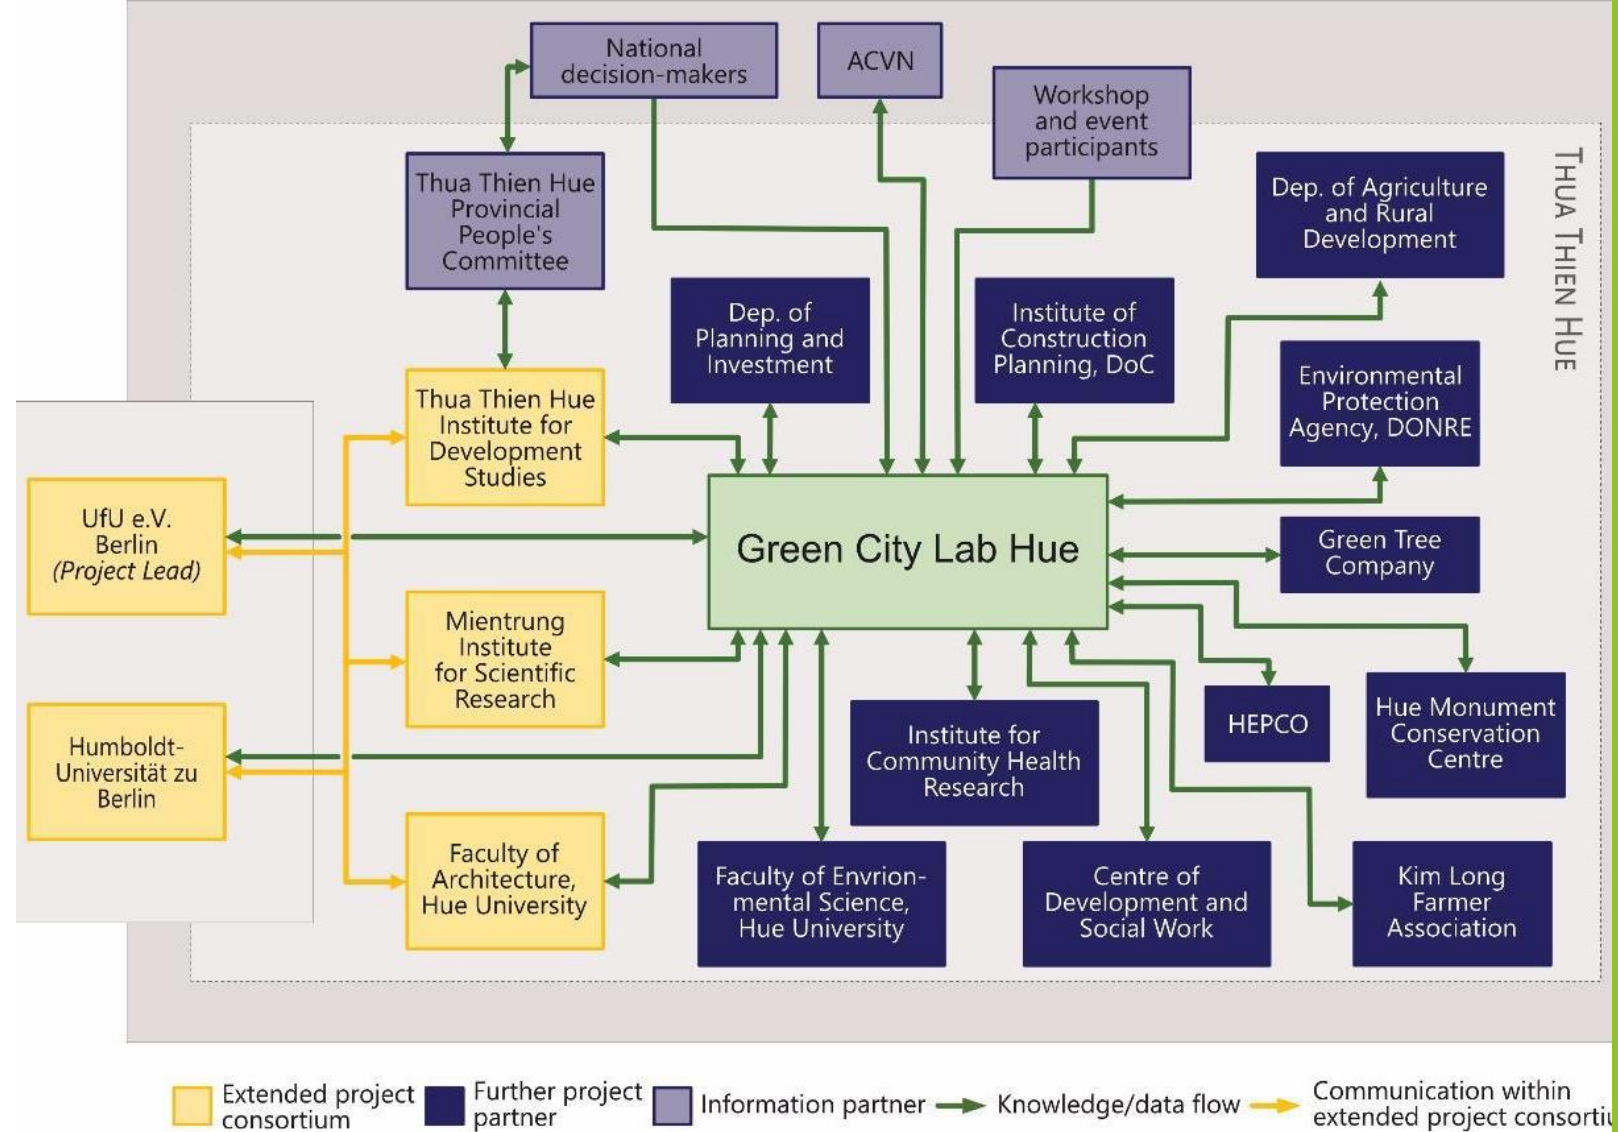 National
decision-makers
ACVN
Workshop
and event
participants
Thua Thien Hue
Provincial
People's
Committee
Dep. of Agriculture
and Rural
Development
THUA THIEN HUE
Dep. of
Planning and
Investment
Institute of
Construction
Planning, DoC
Environmental
Protection
Agency, DONRE
Thua Thien Hue
Institute for
Development
Studies
UfU e.V.
Berlin
(Project Lead)
Green City Lab Hue
Green Tree
Company
Mientrung
Institute
for Scientific
Research
Humboldt-
Universität zu
Berlin
Institute for
Community Health
Research
HEPCO
Hue Monument
Conservation
Centre
Faculty of
Architecture,
Hue University
Faculty of Envrion-
mental Science,
Hue University
Centre of
Development and
Social Work
Kim Long
Farmer
Association
Extended project
consortium
Further project
partner
Information partner
Knowledge/data flow
Communication within
extended project consortiu